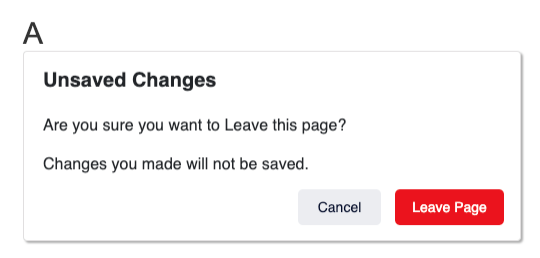 A
Unsaved Changes
Are you sure you want to Leave this page?
Changes you made will not be saved.
Cancel Leave Page